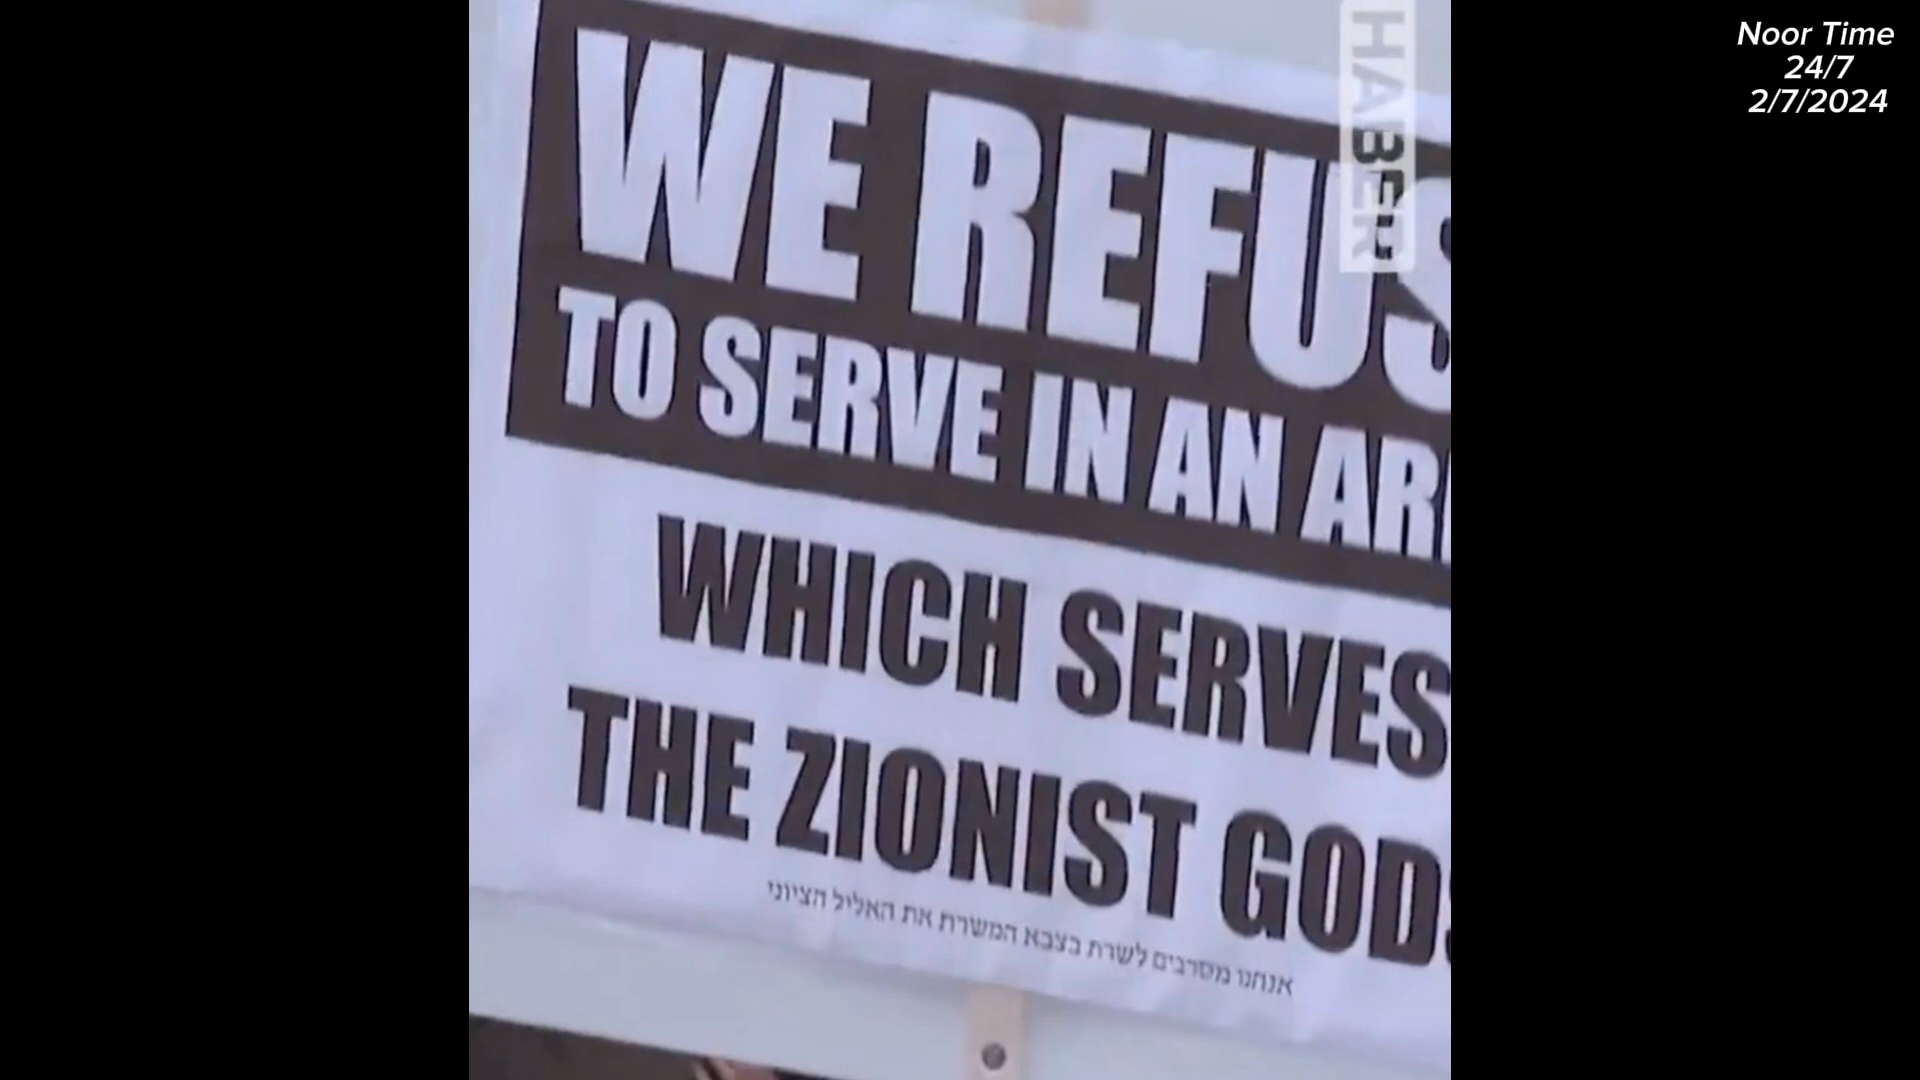 WE REFUS
TO SERVE IN AN AR
WHICH SERVES
THE ZIONIST GODS
אנחנו מסרבים לשרת בצבא המשרת את האליל הציוני
HABER
Noor Time
24/7
2/7/2024